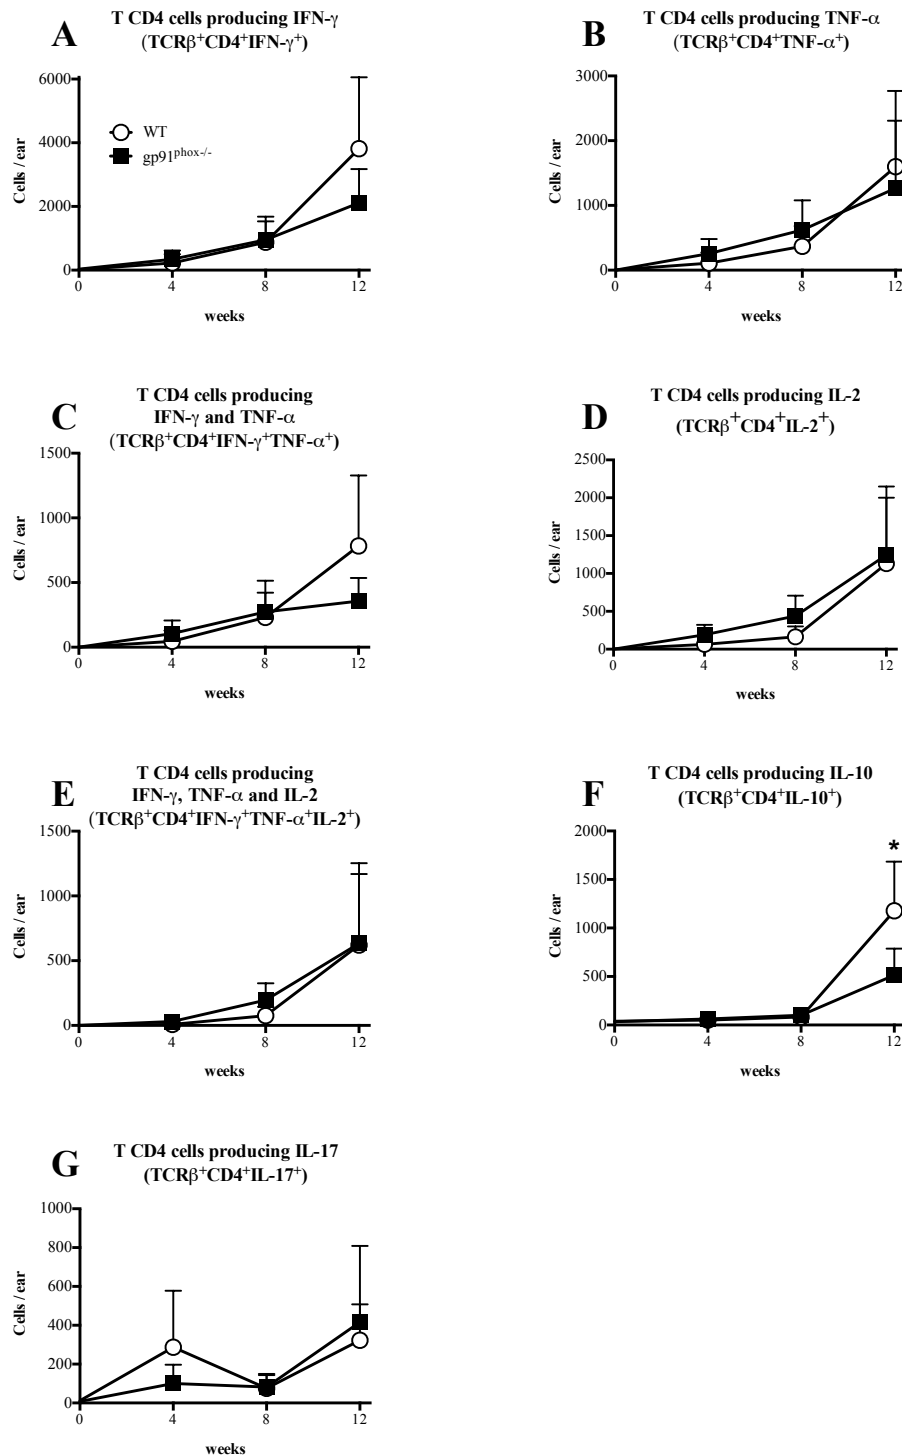 A
T CD4 cells producing IFN-γ
(TCRβ⁺CD4⁺IFN-γ⁺)
6000
4000
2000
0
Cells / ear
WT
gp91phox-/-
0 4 8 12
weeks
B
T CD4 cells producing TNF-α
(TCRβ⁺CD4⁺TNF-α⁺)
3000
2000
1000
0
Cells / ear
0 4 8 12
weeks
C
T CD4 cells producing
IFN-γ and TNF-α
(TCRβ⁺CD4⁺IFN-γ⁺TNF-α⁺)
1500
1000
500
0
Cells / ear
0 4 8 12
weeks
D
T CD4 cells producing IL-2
(TCRβ⁺CD4⁺IL-2⁺)
2500
2000
1500
1000
500
0
Cells / ear
0 4 8 12
weeks
E
T CD4 cells producing
IFN-γ, TNF-α and IL-2
(TCRβ⁺CD4⁺IFN-γ⁺TNF-α⁺IL-2⁺)
1500
1000
500
0
Cells / ear
0 4 8 12
weeks
F
T CD4 cells producing IL-10
(TCRβ⁺CD4⁺IL-10⁺)
2000
1500
1000
500
0
Cells / ear
*
0 4 8 12
weeks
G
T CD4 cells producing IL-17
(TCRβ⁺CD4⁺IL-17⁺)
1000
800
600
400
200
0
Cells / ear
0 4 8 12
weeks